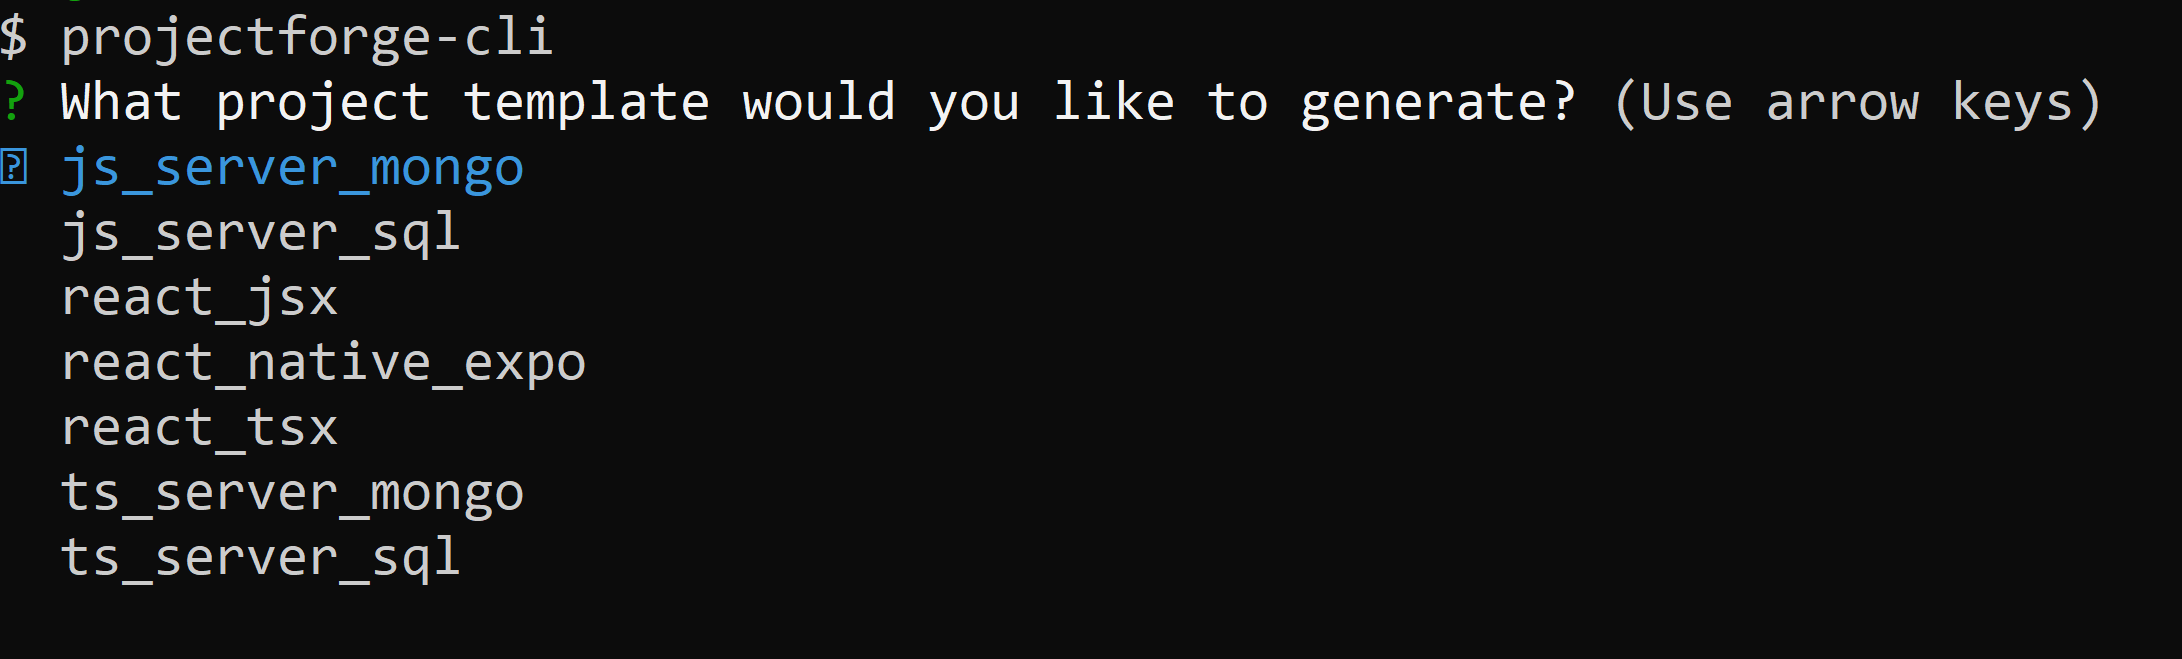 $ projectforge-cli
? What project template would you like to generate? (Use arrow keys)
js_server_mongo
js_server_sql
react_jsx
react_native_expo
react_tsx
ts_server_mongo
ts_server_sql